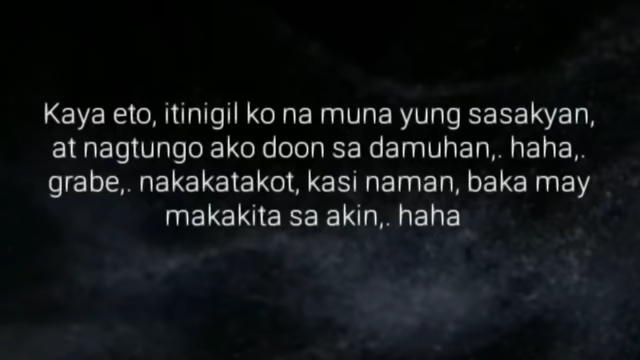 Kaya eto, itinigil ko na muna yung sasakyan,
at nagtungo ako doon sa damuhan,. haha,.
grabe,. nakakatakot, kasi naman, baka may
makakita sa akin,. haha